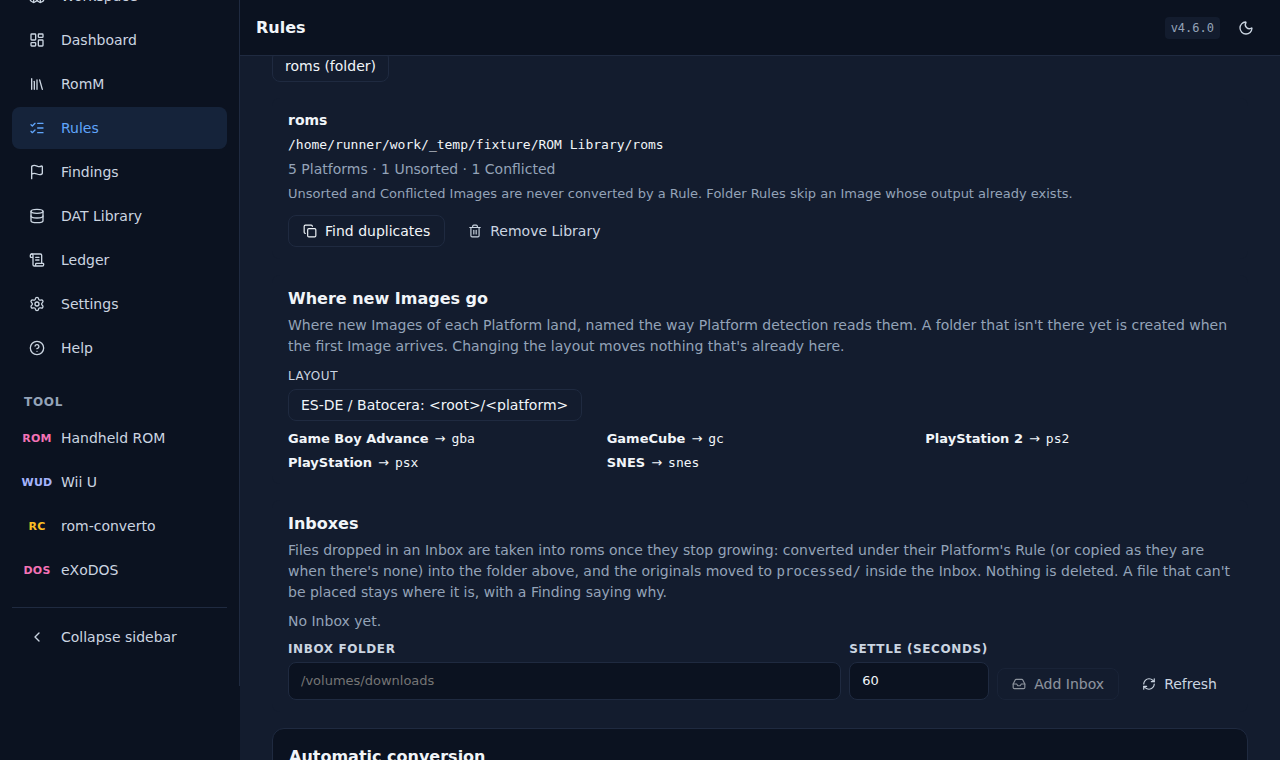 Workspace
Dashboard
RomM
Rules
Findings
DAT Library
Ledger
Settings
Help
TOOL
ROM Handheld ROM
WUD Wii U
RC rom-converto
DOS eXoDOS
Collapse sidebar
Rules
v4.6.0
roms (folder)
roms
/home/runner/work/_temp/fixture/ROM Library/roms
5 Platforms · 1 Unsorted · 1 Conflicted
Unsorted and Conflicted Images are never converted by a Rule. Folder Rules skip an Image whose output already exists.
Find duplicates Remove Library
Where new Images go
Where new Images of each Platform land, named the way Platform detection reads them. A folder that isn't there yet is created when
the first Image arrives. Changing the layout moves nothing that's already here.
LAYOUT
ES-DE / Batocera: <root>/<platform>
Game Boy Advance → gba GameCube → gc PlayStation 2 → ps2
PlayStation → psx SNES → snes
Inboxes
Files dropped in an Inbox are taken into roms once they stop growing: converted under their Platform's Rule (or copied as they are
when there's none) into the folder above, and the originals moved to processed/ inside the Inbox. Nothing is deleted. A file that can't
be placed stays where it is, with a Finding saying why.
No Inbox yet.
INBOX FOLDER SETTLE (SECONDS)
/volumes/downloads 60 Add Inbox Refresh
Automatic conversion